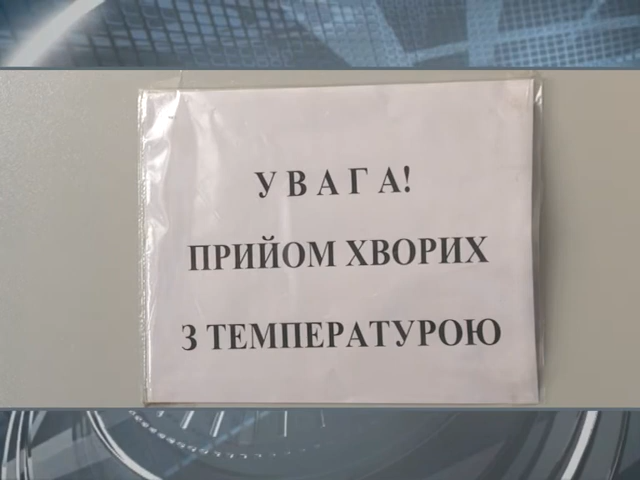 У В А Г А!
ПРИЙОМ ХВОРИХ
З ТЕМПЕРАТУРОЮ